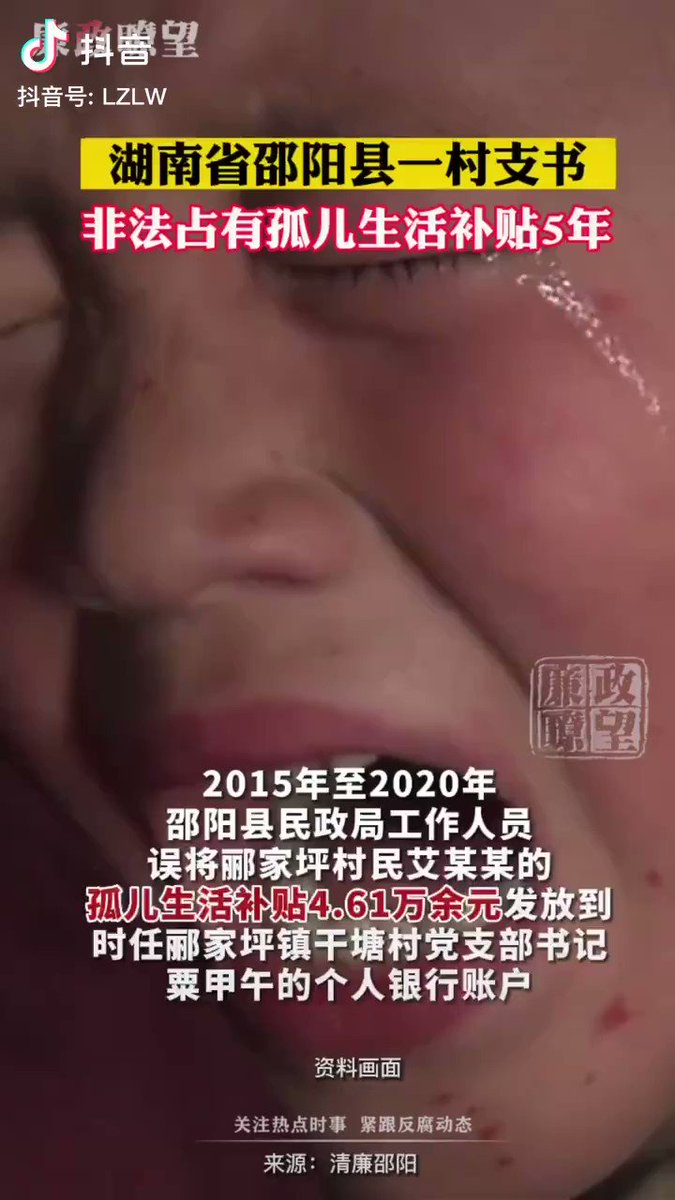 廉政瞭望
抖音
抖音号: LZLW
湖南省邵阳县一村支书
非法占有孤儿生活补贴5年
廉政
瞭望
2015年至2020年
邵阳县民政局工作人员
误将郦家坪村民艾某某的
孤儿生活补贴4.61万余元发放到
时任郦家坪镇干塘村党支部书记
粟甲午的个人银行账户
资料画面
关注热点时事 紧跟反腐动态
来源：清廉邵阳